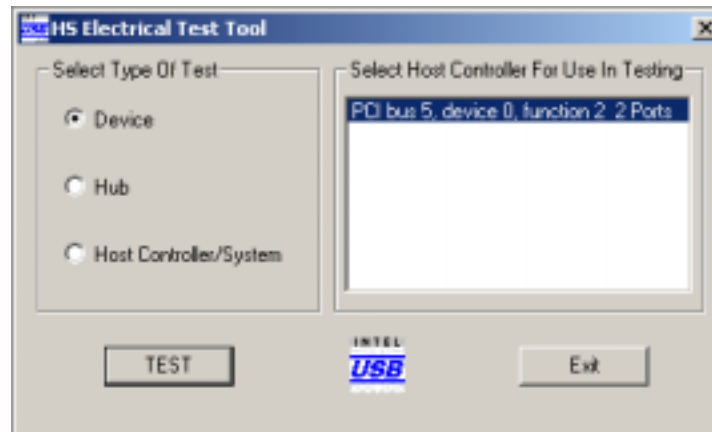 HS Electrical Test Tool
Select Type Of Test
Device
Hub
Host Controller/System
Select Host Controller For Use In Testing
PCI bus 5, device 0, function 2 2 Ports
TEST
INTEL
USB
Exit